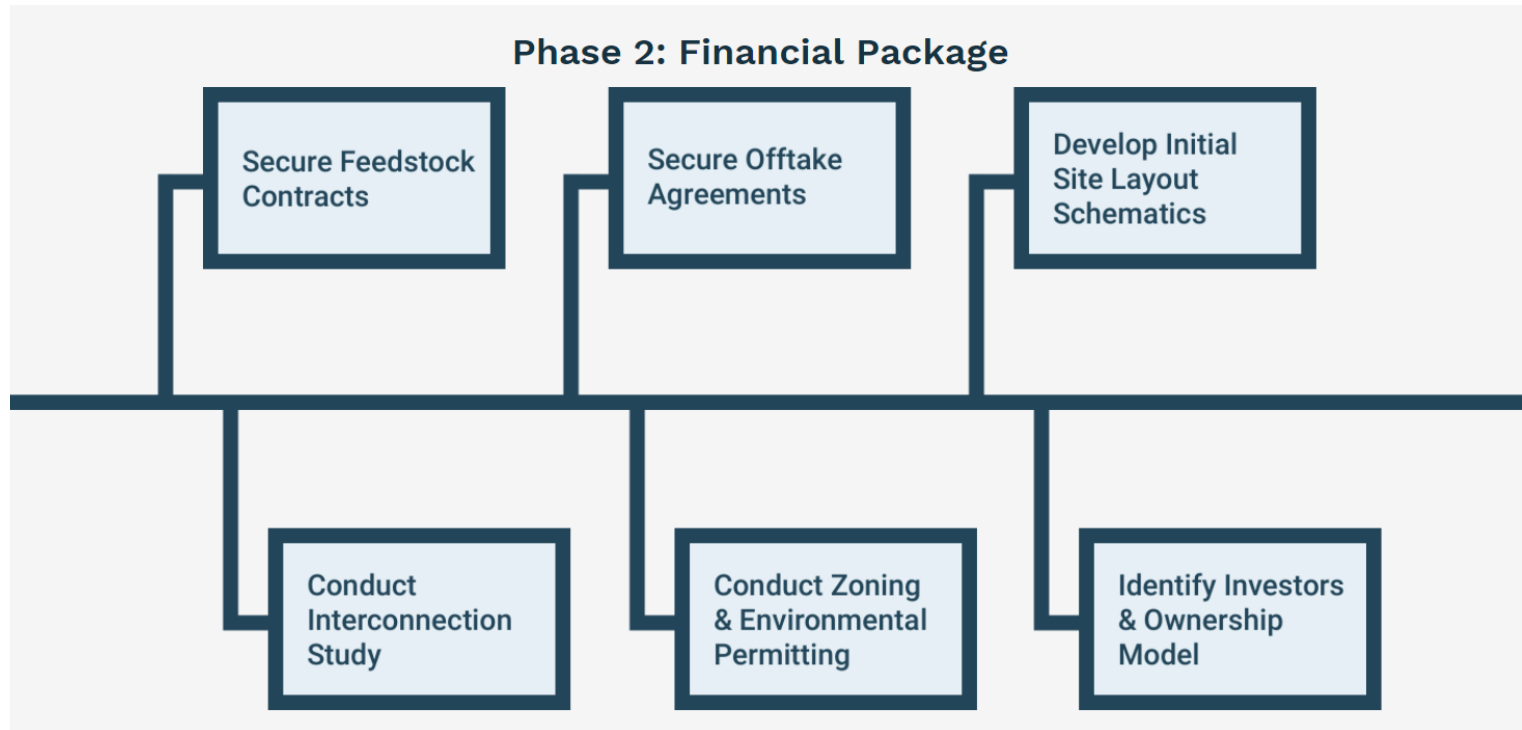 Phase 2: Financial Package
Secure Feedstock
Contracts
Secure Offtake
Agreements
Develop Initial
Site Layout
Schematics
Conduct
Interconnection
Study
Conduct Zoning
& Environmental
Permitting
Identify Investors
& Ownership
Model